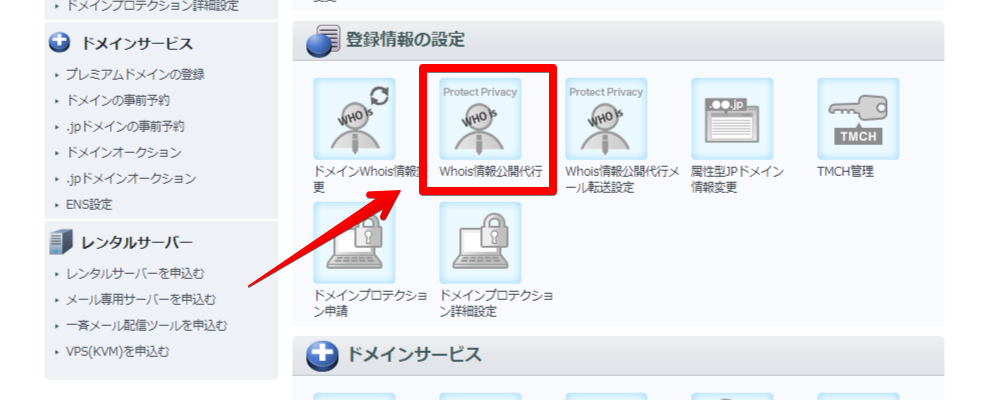 ドメインプロテクション詳細設定
ドメインサービス
プレミアムドメインの登録
ドメインの事前予約
.jpドメインの事前予約
ドメインオークション
.jpドメインオークション
ENS設定
レンタルサーバー
レンタルサーバーを申込む
メール専用サーバーを申込む
一斉メール配信ツールを申込む
VPS(KVM)を申込む
登録情報の設定
WHO is
ドメインWhois情報変
更
Protect Privacy
WHO is
Whois情報公開代行
Protect Privacy
WHO is
Whois情報公開代行メ
ール転送設定
.●●.jp
属性型JPドメイン
情報変更
TMCH
TMCH管理
ドメインプロテクショ
ン申請
ドメインプロテクショ
ン詳細設定
ドメインサービス